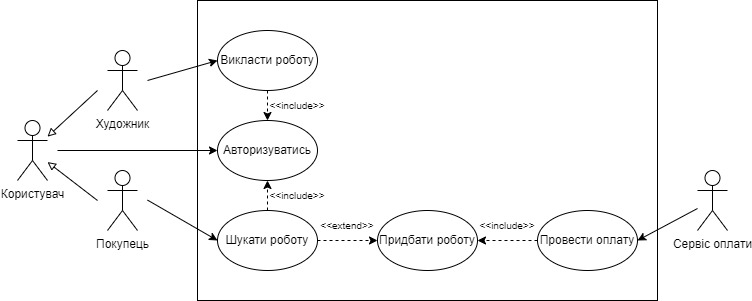 Викласти роботу
Художник
<<include>>
Користувач
Авторизуватись
<<include>>
Покупець
Шукати роботу
<<extend>>
Придбати роботу
<<include>>
Провести оплату
Сервіс оплати